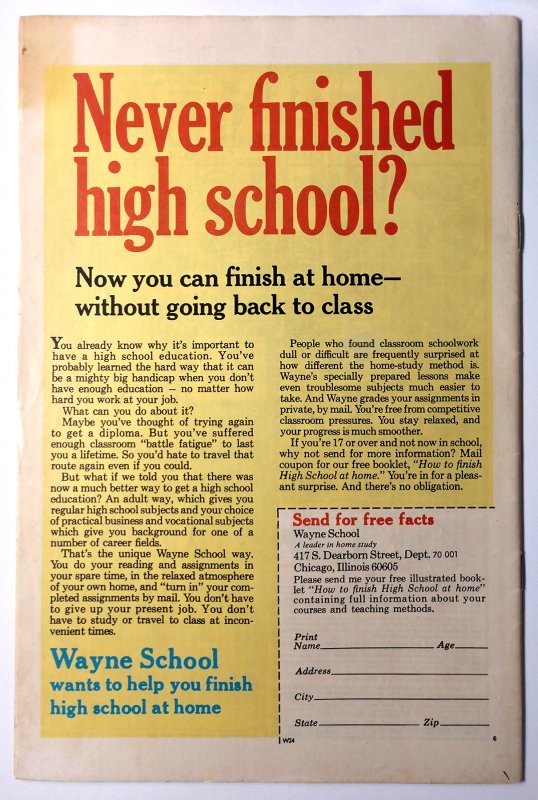 Never finished
high school?
Now you can finish at home—
without going back to class
You already know why it's important to
have a high school education. You've
probably learned the hard way that it can
be a mighty big handicap when you don't
have enough education – no matter how
hard you work at your job.
What can you do about it?
Maybe you've thought of trying again
to get a diploma. But you've suffered
enough classroom "battle fatigue" to last
you a lifetime. So you'd hate to travel that
route again even if you could.
But what if we told you that there was
now a much better way to get a high school
education? An adult way, which gives you
regular high school subjects and your choice
of practical business and vocational subjects
which give you background for one of a
number of career fields.
That's the unique Wayne School way.
You do your reading and assignments in
your spare time, in the relaxed atmosphere
of your own home, and "turn in" your com-
pleted assignments by mail. You don't have
to give up your present job. You don't
have to study or travel to class at incon-
venient times.
Wayne School
wants to help you finish
high school at home
People who found classroom schoolwork
dull or difficult are frequently surprised at
how different the home-study method is.
Wayne's specially prepared lessons make
even troublesome subjects much easier to
take. And Wayne grades your assignments in
private, by mail. You're free from competitive
classroom pressures. You stay relaxed, and
your progress is much smoother.
If you're 17 or over and not now in school,
why not send for more information? Mail
coupon for our free booklet, "How to finish
High School at home." You're in for a pleas-
ant surprise. And there's no obligation.
Send for free facts
Wayne School
A leader in home study
417 S. Dearborn Street, Dept. 70 001
Chicago, Illinois 60605
Please send me your free illustrated book-
let "How to finish High School at home"
containing full information about your
courses and teaching methods.
Print
Name Age
Address
City
State Zip
W24 6